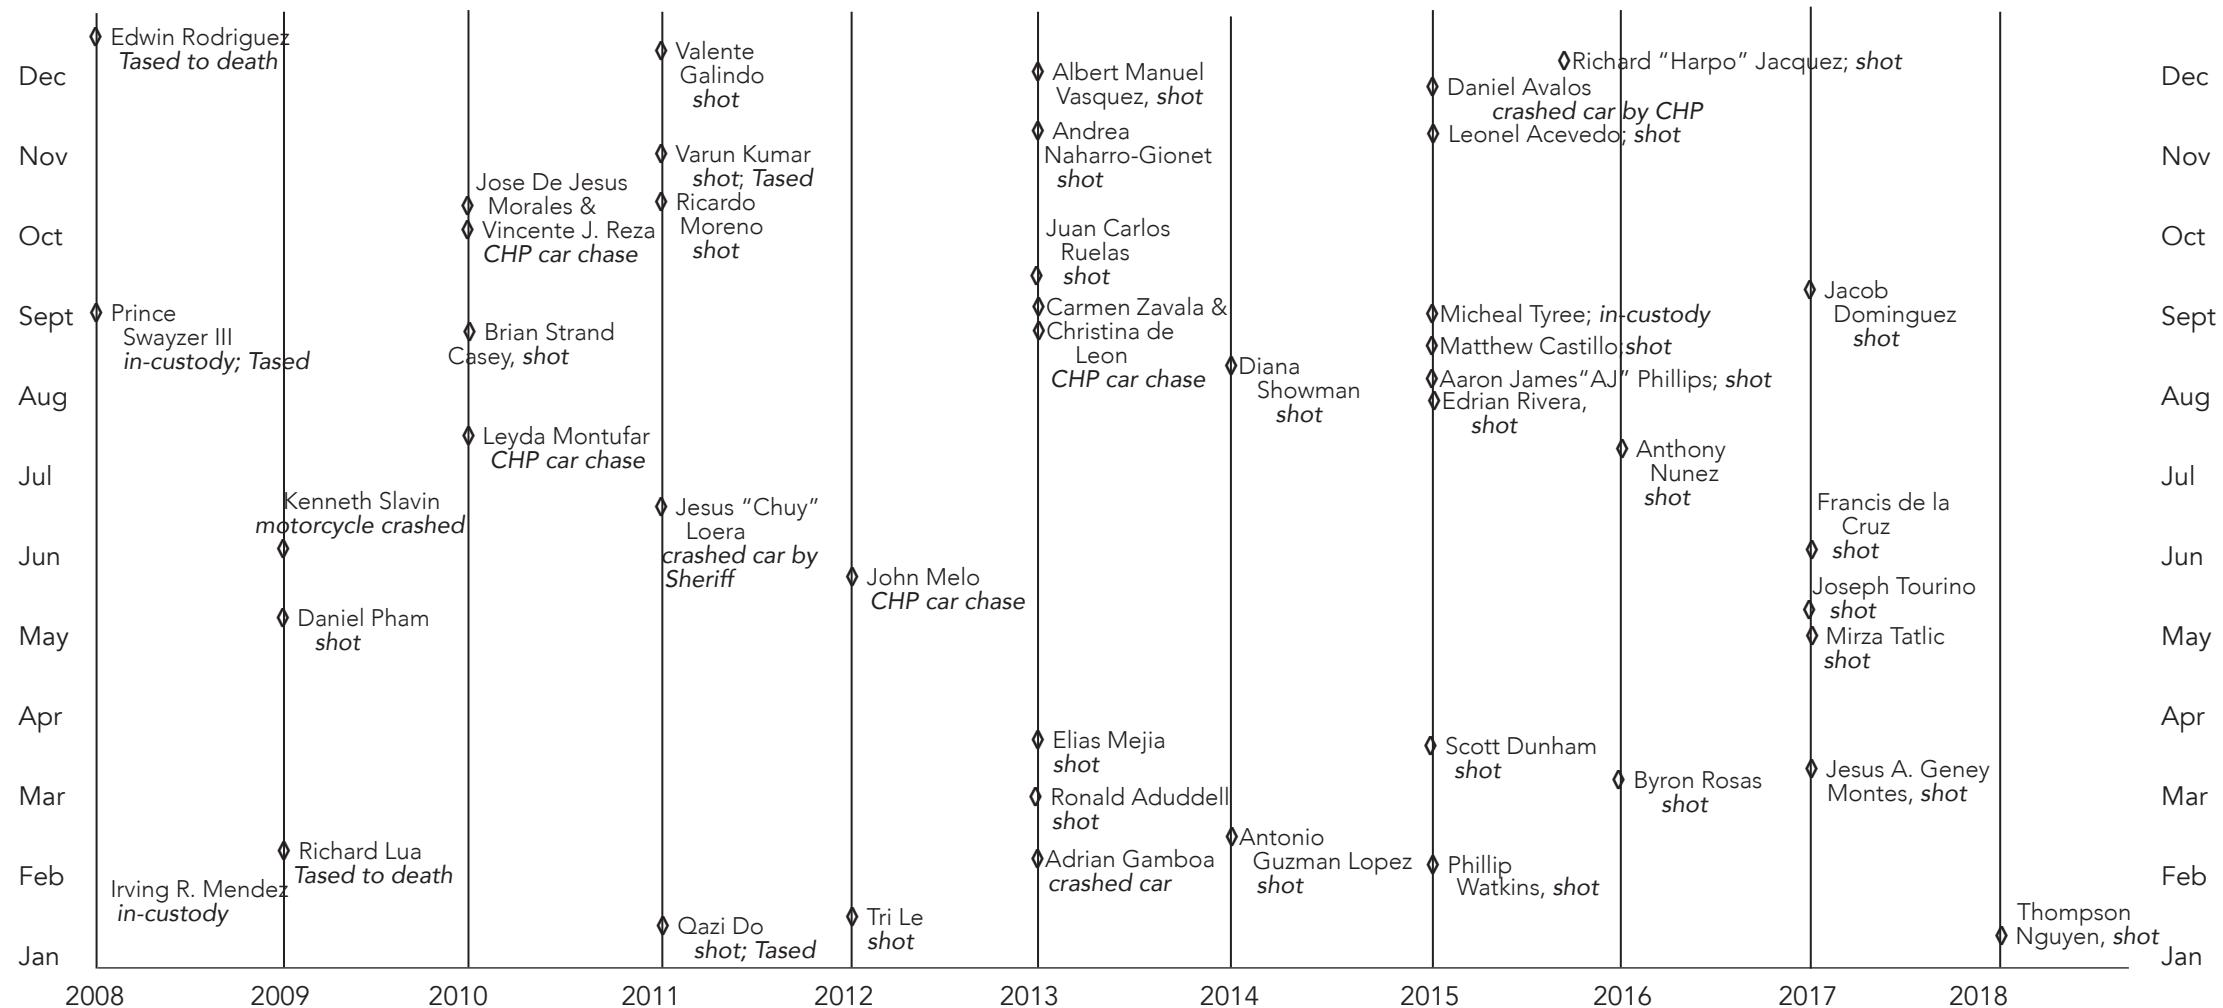 Dec
Nov
Oct
Sept
Aug
Jul
Jun
May
Apr
Mar
Feb
Jan
Edwin Rodriguez
Tased to death
Prince
Swayzer III
in-custody; Tased
Irving R. Mendez
in-custody
Kenneth Slavin
motorcycle crashed
Daniel Pham
shot
Richard Lua
Tased to death
Jose De Jesus
Morales &
Vincente J. Reza
CHP car chase
Brian Strand
Casey, shot
Leyda Montufar
CHP car chase
Valente
Galindo
shot
Varun Kumar
shot; Tased
Ricardo
Moreno
shot
Jesus “Chuy”
Loera
crashed car by
Sheriff
Qazi Do
shot; Tased
John Melo
CHP car chase
Tri Le
shot
Albert Manuel
Vasquez, shot
Andrea
Naharro-Gionet
shot
Juan Carlos
Ruelas
shot
Carmen Zavala &
Christina de
Leon
CHP car chase
Elias Mejia
shot
Ronald Aduddell
shot
Adrian Gamboa
crashed car
Diana
Showman
shot
Antonio
Guzman Lopez
shot
Richard “Harpo” Jacquez; shot
Daniel Avalos
crashed car by CHP
Leonel Acevedo; shot
Micheal Tyree; in-custody
Matthew Castillo;shot
Aaron James“AJ” Phillips; shot
Edrian Rivera,
shot
Scott Dunham
shot
Phillip
Watkins, shot
Anthony
Nunez
shot
Byron Rosas
shot
Jacob
Dominguez
shot
Francis de la
Cruz
shot
Joseph Tourino
shot
Mirza Tatlic
shot
Jesus A. Geney
Montes, shot
Thompson
Nguyen, shot
Dec
Nov
Oct
Sept
Aug
Jul
Jun
May
Apr
Mar
Feb
Jan
2008 2009 2010 2011 2012 2013 2014 2015 2016 2017 2018